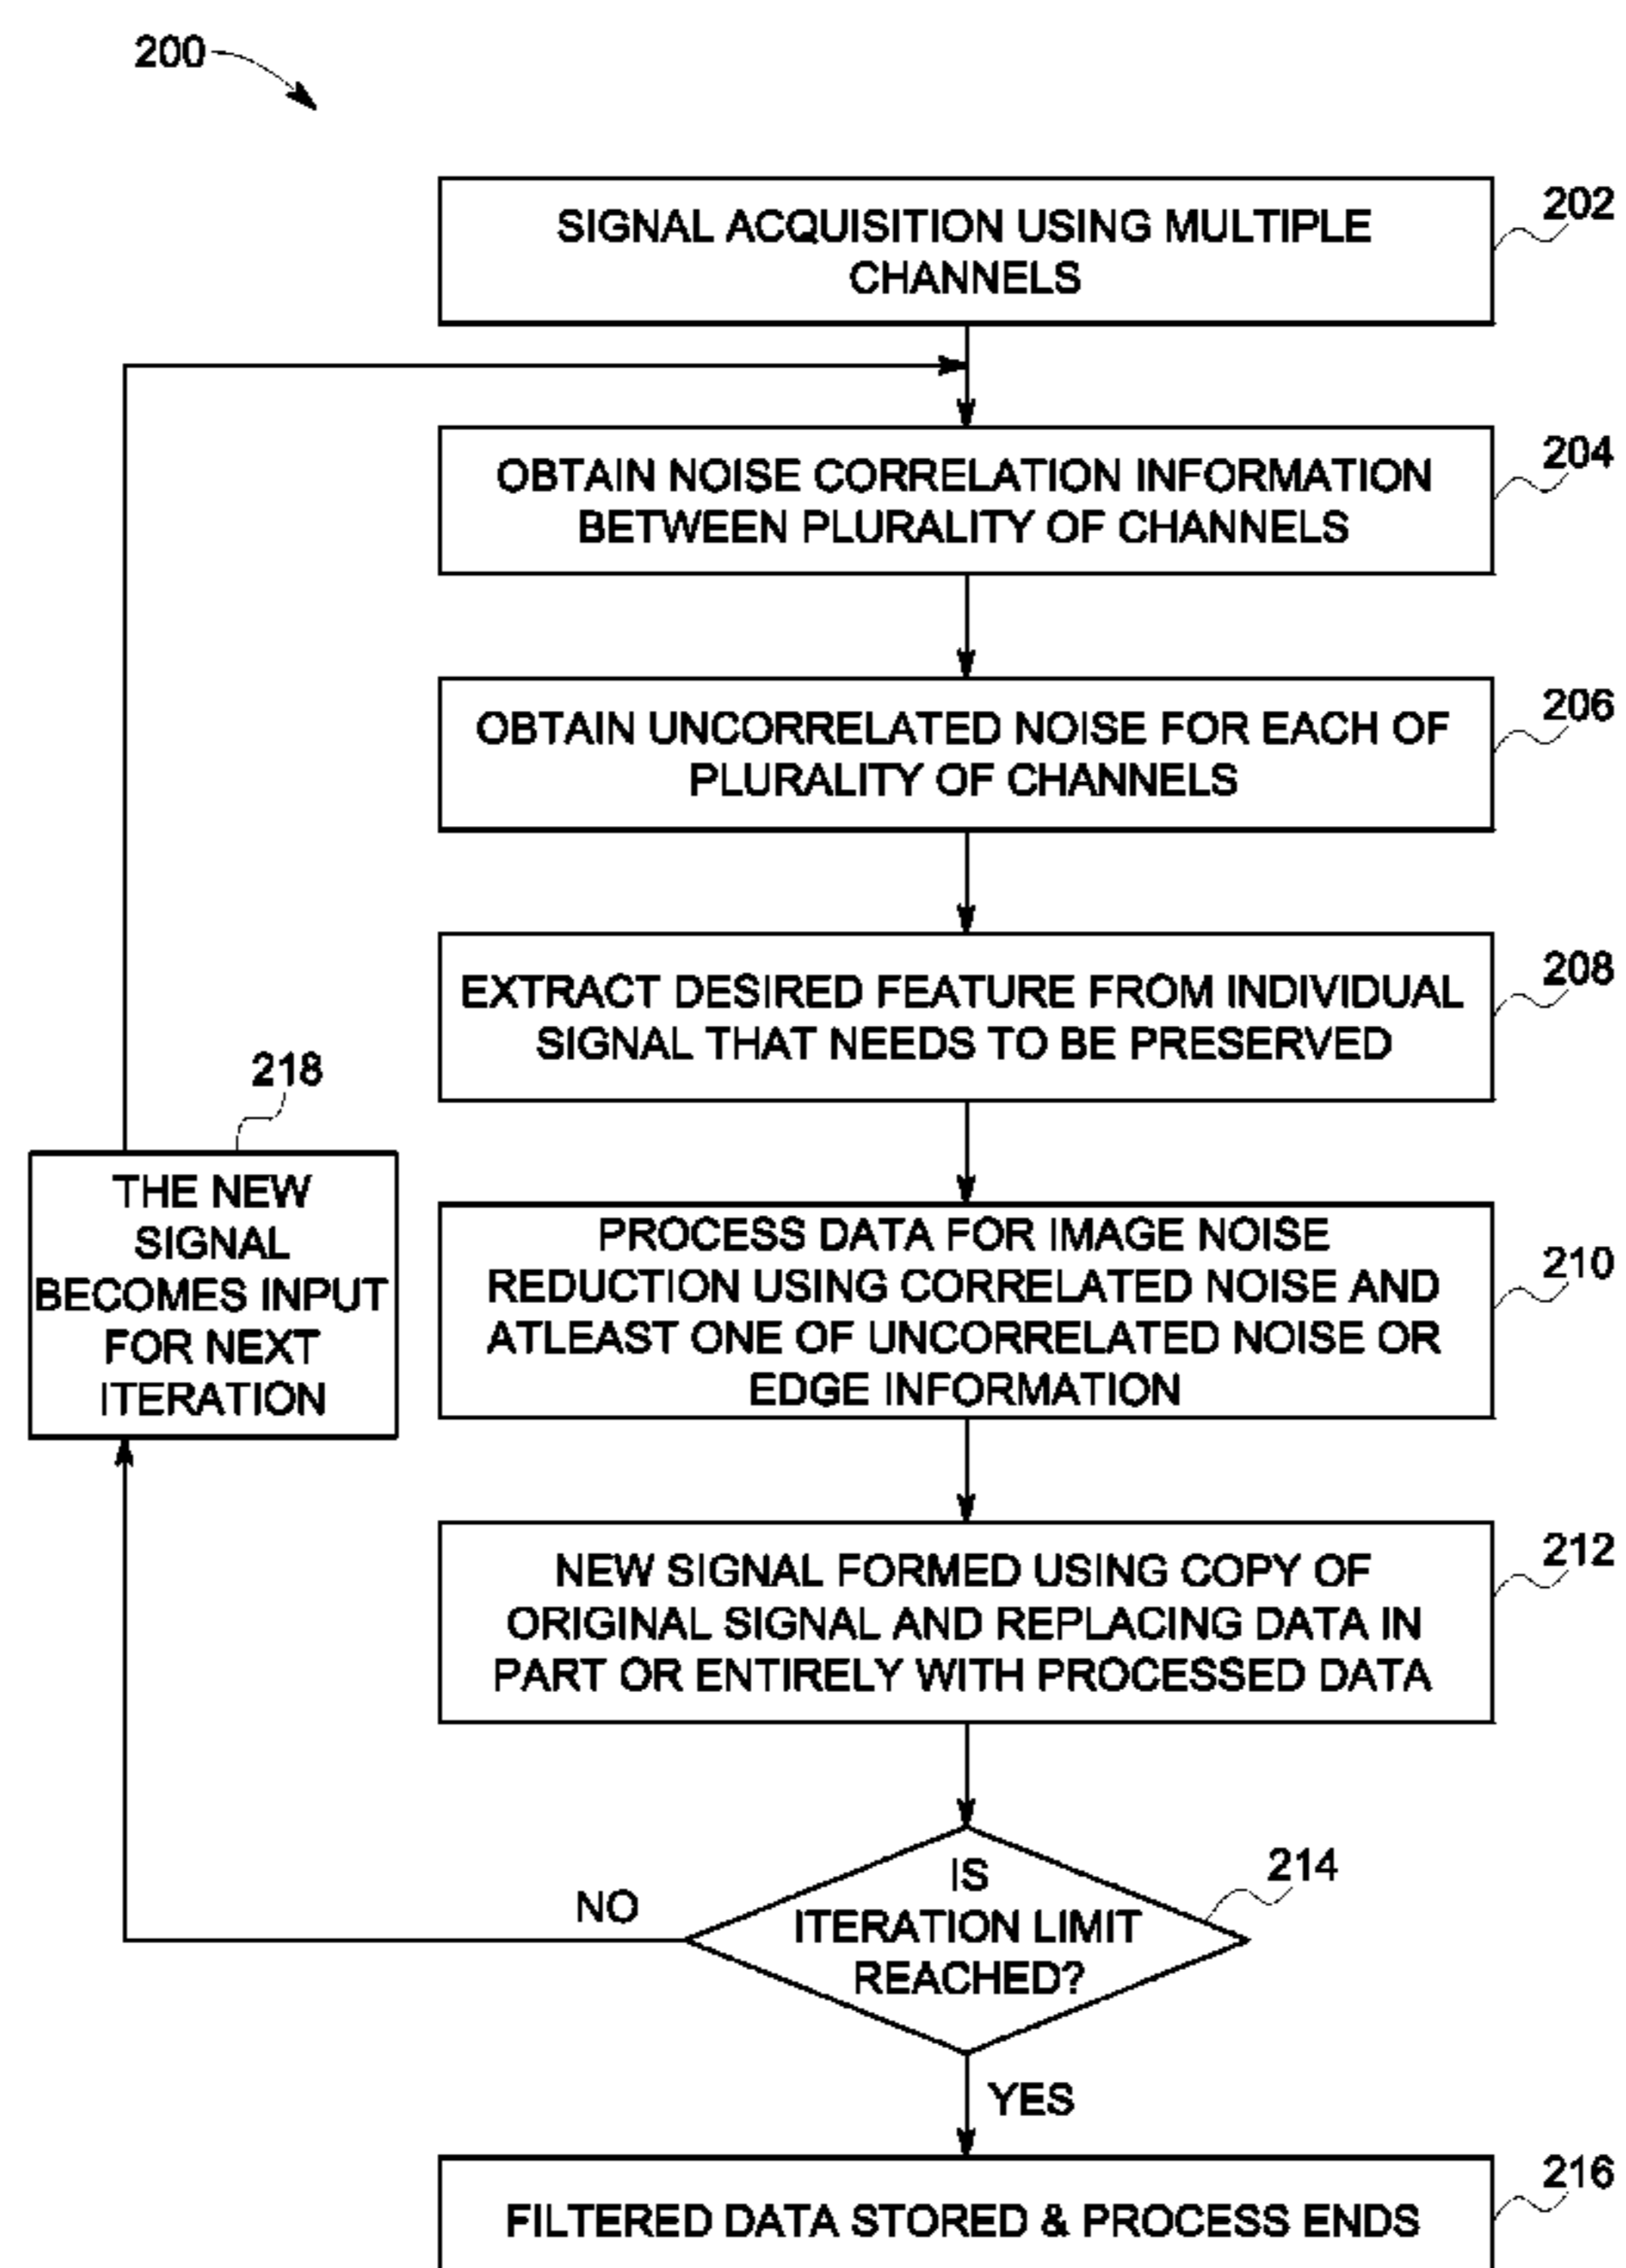 200
SIGNAL ACQUISITION USING MULTIPLE
CHANNELS
202
OBTAIN NOISE CORRELATION INFORMATION
BETWEEN PLURALITY OF CHANNELS
204
OBTAIN UNCORRELATED NOISE FOR EACH OF
PLURALITY OF CHANNELS
206
EXTRACT DESIRED FEATURE FROM INDIVIDUAL
SIGNAL THAT NEEDS TO BE PRESERVED
208
218
THE NEW
SIGNAL
BECOMES INPUT
FOR NEXT
ITERATION
PROCESS DATA FOR IMAGE NOISE
REDUCTION USING CORRELATED NOISE AND
ATLEAST ONE OF UNCORRELATED NOISE OR
EDGE INFORMATION
210
NEW SIGNAL FORMED USING COPY OF
ORIGINAL SIGNAL AND REPLACING DATA IN
PART OR ENTIRELY WITH PROCESSED DATA
212
IS
ITERATION LIMIT
REACHED?
214
NO
YES
FILTERED DATA STORED & PROCESS ENDS
216